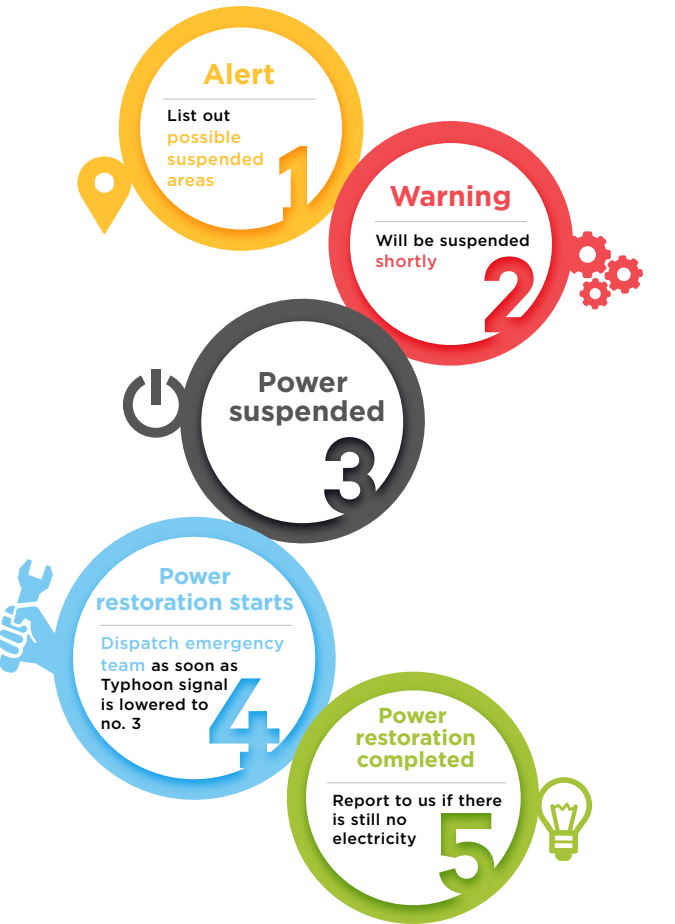 Alert
List out
possible
suspended
areas
1
Warning
Will be suspended
shortly
2
Power
suspended
3
Power
restoration starts
Dispatch emergency
team as soon as
Typhoon signal
is lowered to
no. 3
4
Power
restoration
completed
Report to us if there
is still no
electricity
5